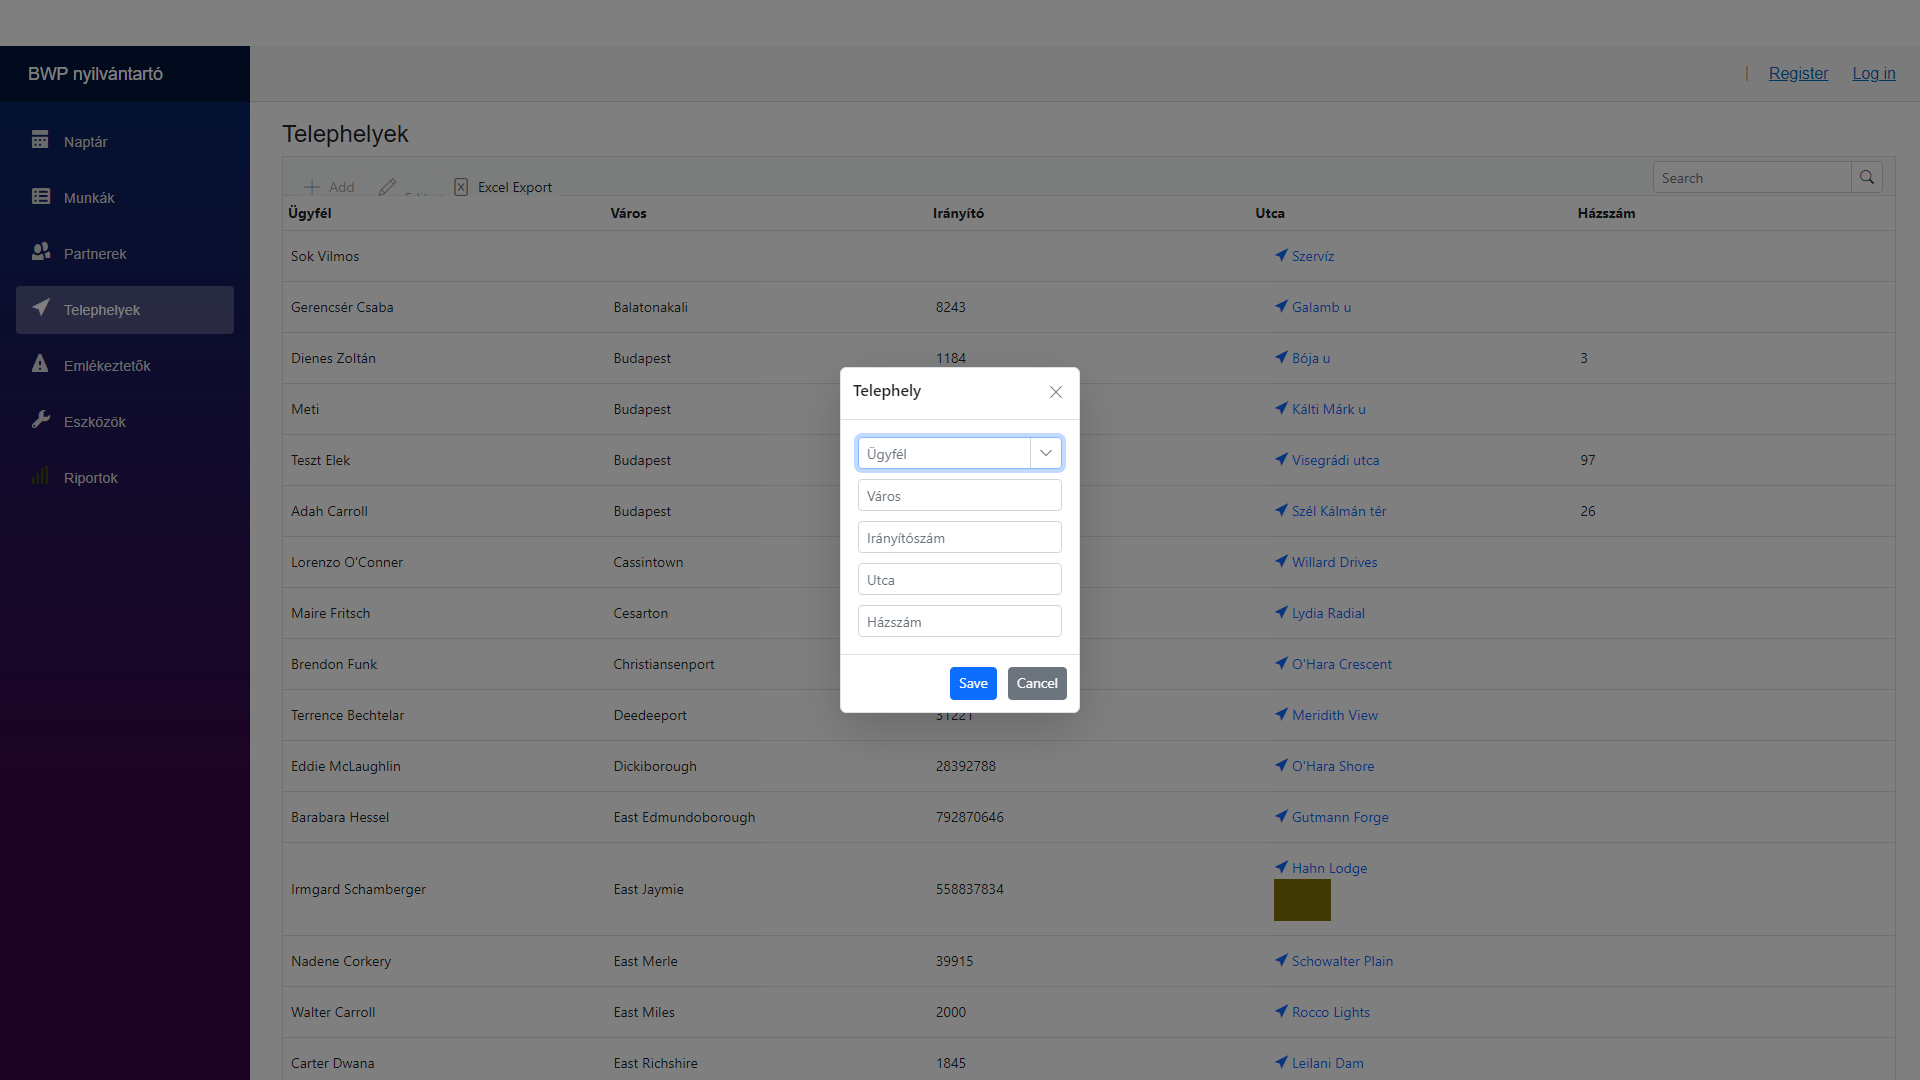 BWP nyilvántartó
| Register Log in
Naptár
Munkák
Partnerek
Telephelyek
Emlékeztetők
Eszközök
Riportok
Telephelyek
Add Edit Excel Export Search
Ügyfél Város Irányító Utca Házszám
Sok Vilmos Szervíz
Gerencsér Csaba Balatonakali 8243 Galamb u
Dienes Zoltán Budapest 1184 Bója u 3
Meti Budapest Kálti Márk u
Teszt Elek Budapest Visegrádi utca 97
Adah Carroll Budapest Szél Kálmán tér 26
Lorenzo O'Conner Cassintown Willard Drives
Maire Fritsch Cesarton Lydia Radial
Brendon Funk Christiansenport O'Hara Crescent
Terrence Bechtelar Deedeeport 31221 Meridith View
Eddie McLaughlin Dickiborough 28392788 O'Hara Shore
Barabara Hessel East Edmundoborough 792870646 Gutmann Forge
Irmgard Schamberger East Jaymie 558837834 Hahn Lodge
Nadene Corkery East Merle 39915 Schowalter Plain
Walter Carroll East Miles 2000 Rocco Lights
Carter Dwana East Richshire 1845 Leilani Dam
Telephely
Ügyfél
Város
Irányítószám
Utca
Házszám
Save Cancel